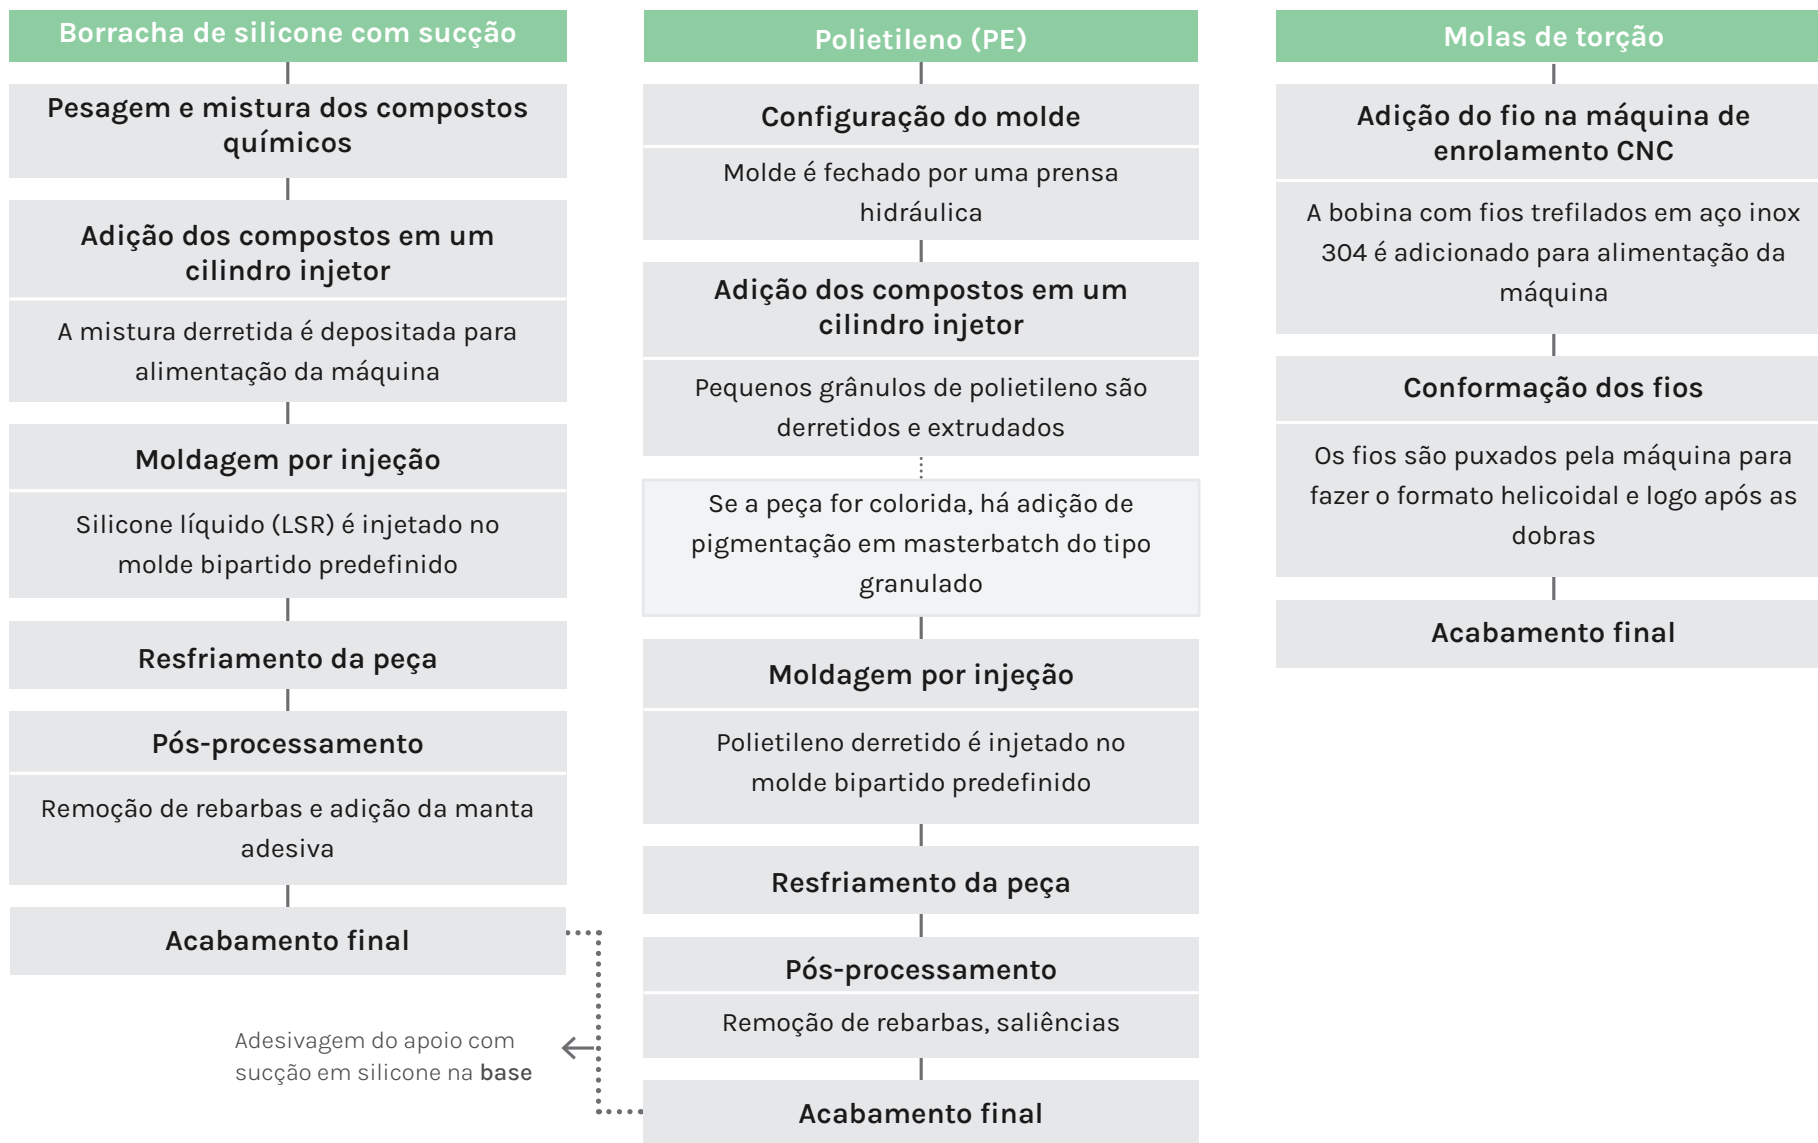 Borracha de silicone com sucção
Pesagem e mistura dos compostos
químicos
Adição dos compostos em um
cilindro injetor
A mistura derretida é depositada para
alimentação da máquina
Moldagem por injeção
Silicone líquido (LSR) é injetado no
molde bipartido predefinido
Resfriamento da peça
Pós-processamento
Remoção de rebarbas e adição da manta
adesiva
Acabamento final
Adesivagem do apoio com
sucção em silicone na base
Polietileno (PE)
Configuração do molde
Molde é fechado por uma prensa
hidráulica
Adição dos compostos em um
cilindro injetor
Pequenos grânulos de polietileno são
derretidos e extrudados
Se a peça for colorida, há adição de
pigmentação em masterbatch do tipo
granulado
Moldagem por injeção
Polietileno derretido é injetado no
molde bipartido predefinido
Resfriamento da peça
Pós-processamento
Remoção de rebarbas, saliências
Acabamento final
Molas de torção
Adição do fio na máquina de
enrolamento CNC
A bobina com fios trefilados em aço inox
304 é adicionado para alimentação da
máquina
Conformação dos fios
Os fios são puxados pela máquina para
fazer o formato helicoidal e logo após as
dobras
Acabamento final